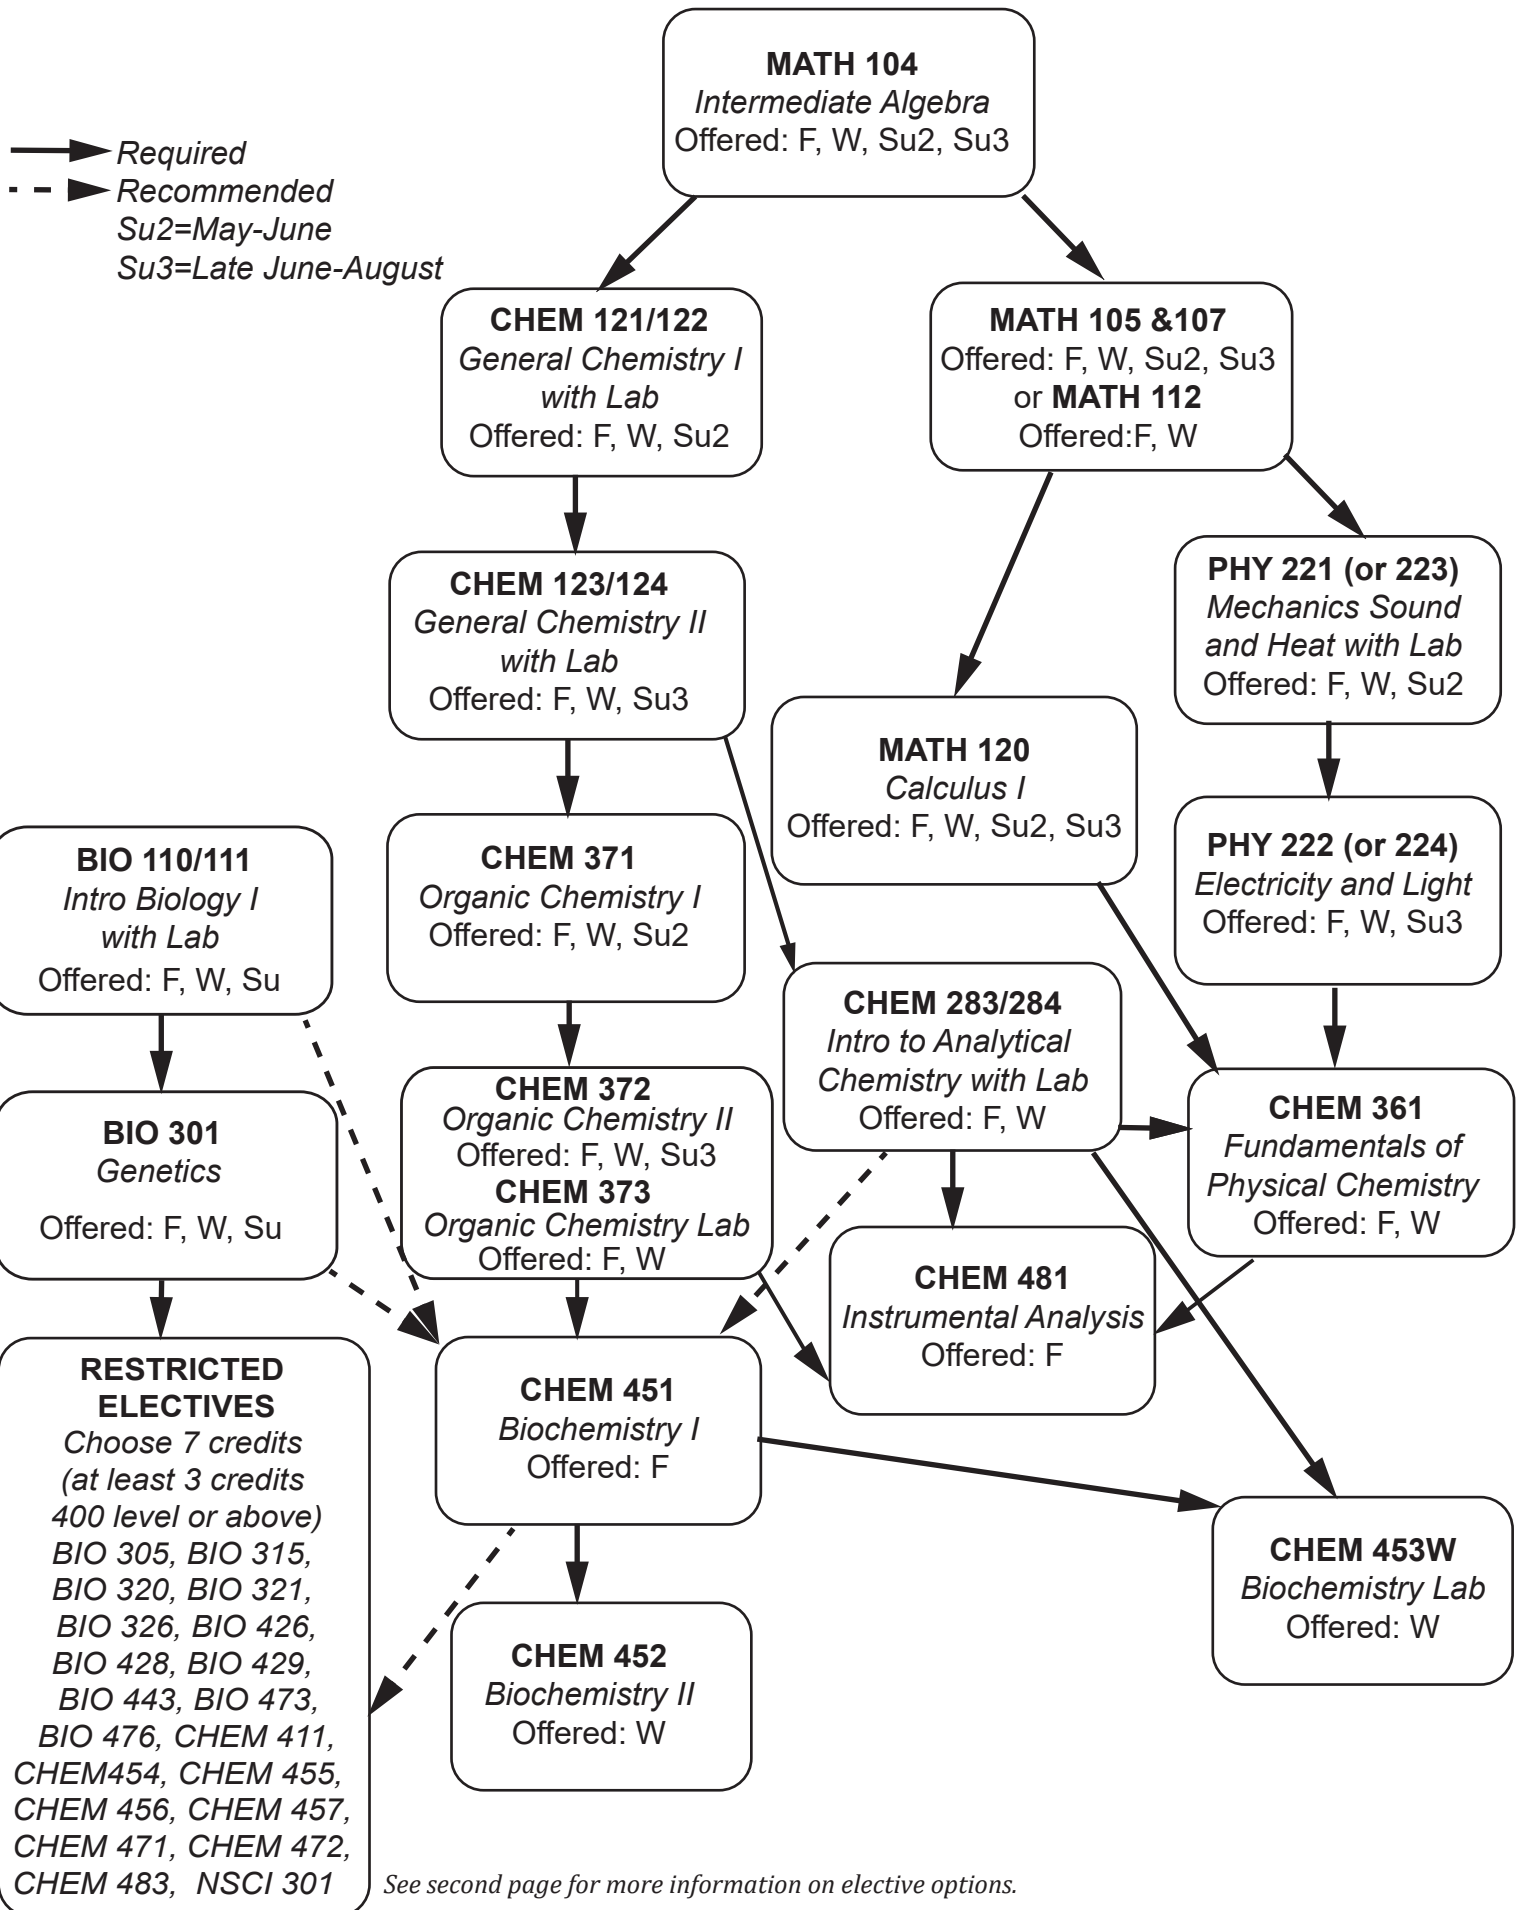 MATH 104
Intermediate Algebra
Offered: F, W, Su2, Su3
Required
Recommended
Su2=May-June
Su3=Late June-August
CHEM 121/122
General Chemistry I
with Lab
Offered: F, W, Su2
MATH 105 &107
Offered: F, W, Su2, Su3
or MATH 112
Offered:F, W
CHEM 123/124
General Chemistry II
with Lab
Offered: F, W, Su3
PHY 221 (or 223)
Mechanics Sound
and Heat with Lab
Offered: F, W, Su2
MATH 120
Calculus I
Offered: F, W, Su2, Su3
BIO 110/111
Intro Biology I
with Lab
Offered: F, W, Su
CHEM 371
Organic Chemistry I
Offered: F, W, Su2
PHY 222 (or 224)
Electricity and Light
Offered: F, W, Su3
CHEM 283/284
Intro to Analytical
Chemistry with Lab
Offered: F, W
BIO 301
Genetics
Offered: F, W, Su
CHEM 372
Organic Chemistry II
Offered: F, W, Su3
CHEM 373
Organic Chemistry Lab
Offered: F, W
CHEM 361
Fundamentals of
Physical Chemistry
Offered: F, W
CHEM 481
Instrumental Analysis
Offered: F
RESTRICTED
ELECTIVES
Choose 7 credits
(at least 3 credits
400 level or above)
BIO 305, BIO 315,
BIO 320, BIO 321,
BIO 326, BIO 426,
BIO 428, BIO 429,
BIO 443, BIO 473,
BIO 476, CHEM 411,
CHEM454, CHEM 455,
CHEM 456, CHEM 457,
CHEM 471, CHEM 472,
CHEM 483, NSCI 301
CHEM 451
Biochemistry I
Offered: F
CHEM 453W
Biochemistry Lab
Offered: W
CHEM 452
Biochemistry II
Offered: W
See second page for more information on elective options.